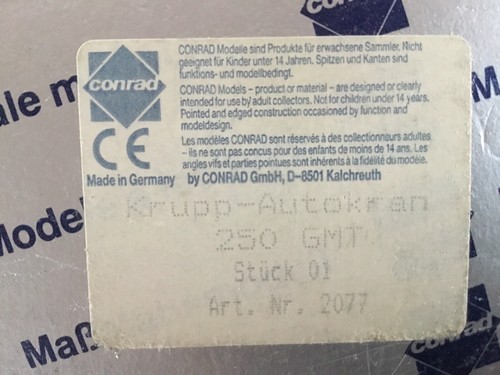 conrad
ale m
Mode
Maß
conrad
conrad
CONRAD Modelle sind Produkte für erwachsene Sammler. Nicht
geeignet für Kinder unter 14 Jahren. Spitzen und Kanten sind
funktions- und modellbedingt.
CONRAD Models – product or material – are designed or clearly
intended for use by adult collectors. Not for children under 14 years.
Pointed and edged construction occasioned by function and
modeldesign.
Les modèles CONRAD sont réservés à des collectionneurs adultes
– ils ne sont pas concus pour des enfants de moins de 14 ans. Les
angles vifs et parties pointues sont inhérents à la fidélité du modèle.
CE
Made in Germany by CONRAD GmbH, D–8501 Kalchreuth
Krupp-Autokran
250 GMT
Stück 01
Art. Nr. 2077